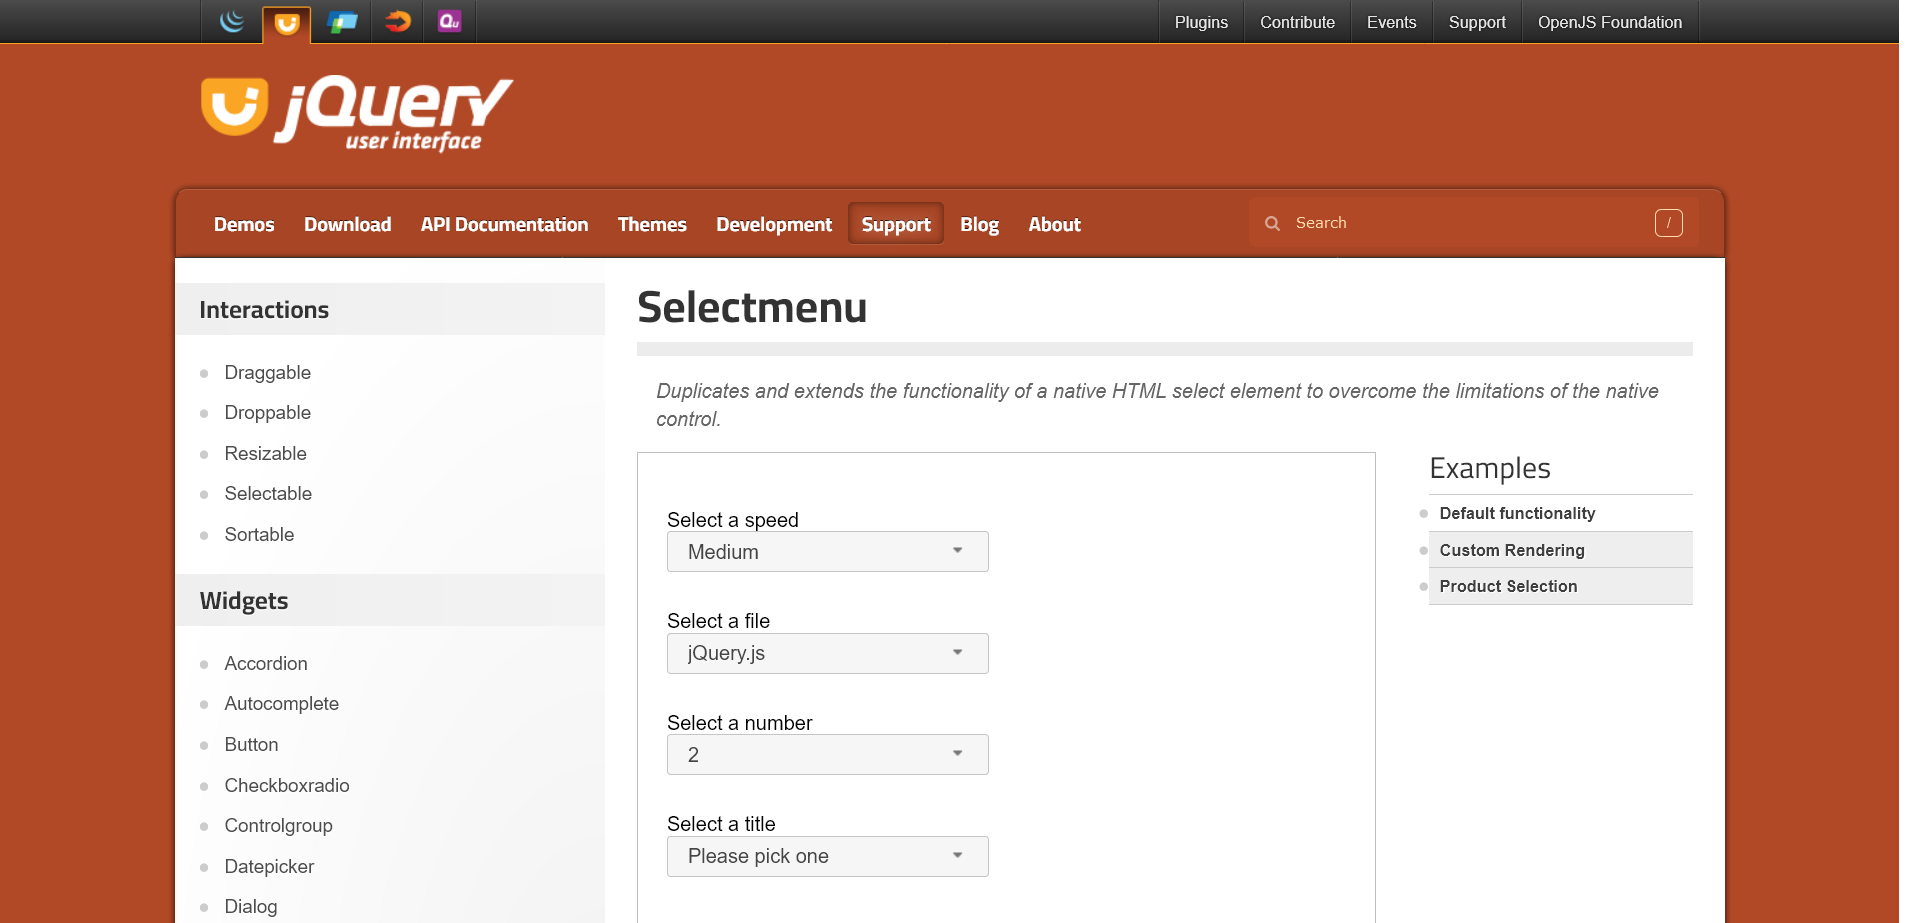 Qu
Plugins
Contribute
Events
Support
OpenJS Foundation
jQuery
user interface
Demos
Download
API Documentation
Themes
Development
Support
Blog
About
Search
/
Interactions
Draggable
Droppable
Resizable
Selectable
Sortable
Widgets
Accordion
Autocomplete
Button
Checkboxradio
Controlgroup
Datepicker
Dialog
Selectmenu
Duplicates and extends the functionality of a native HTML select element to overcome the limitations of the native
control.
Select a speed
Medium
Select a file
jQuery.js
Select a number
2
Select a title
Please pick one
Examples
Default functionality
Custom Rendering
Product Selection